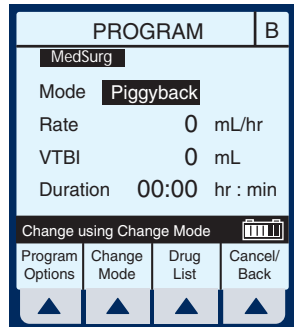 PROGRAM B
MedSurg
Mode Piggyback
Rate 0 mL/hr
VTBI 0 mL
Duration 00:00 hr : min
Change using Change Mode
Program Options
Change Mode
Drug List
Cancel/ Back